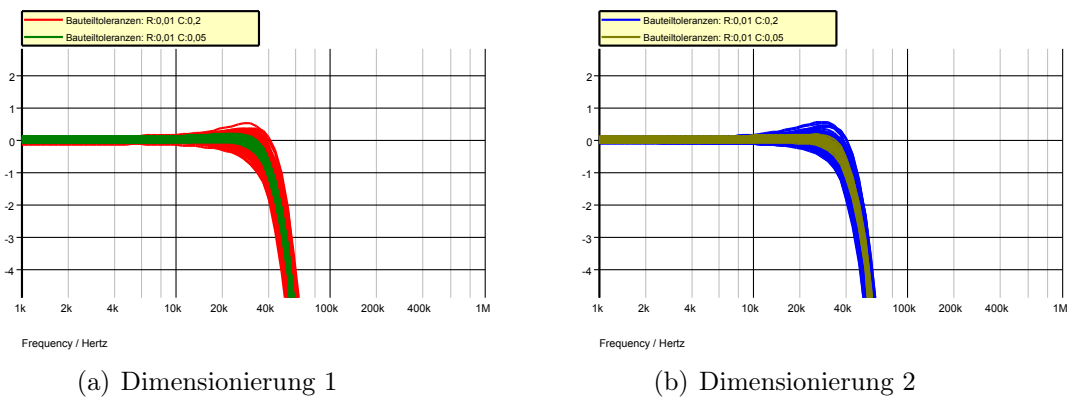 Bauteiltoleranzen: R:0,01 C:0,2
Bauteiltoleranzen: R:0,01 C:0,05
2
1
0
-1
-2
-3
-4
1k 2k 4k 10k 20k 40k 100k 200k 400k 1M
Frequency / Hertz
(a) Dimensionierung 1
Bauteiltoleranzen: R:0,01 C:0,2
Bauteiltoleranzen: R:0,01 C:0,05
2
1
0
-1
-2
-3
-4
1k 2k 4k 10k 20k 40k 100k 200k 400k 1M
Frequency / Hertz
(b) Dimensionierung 2